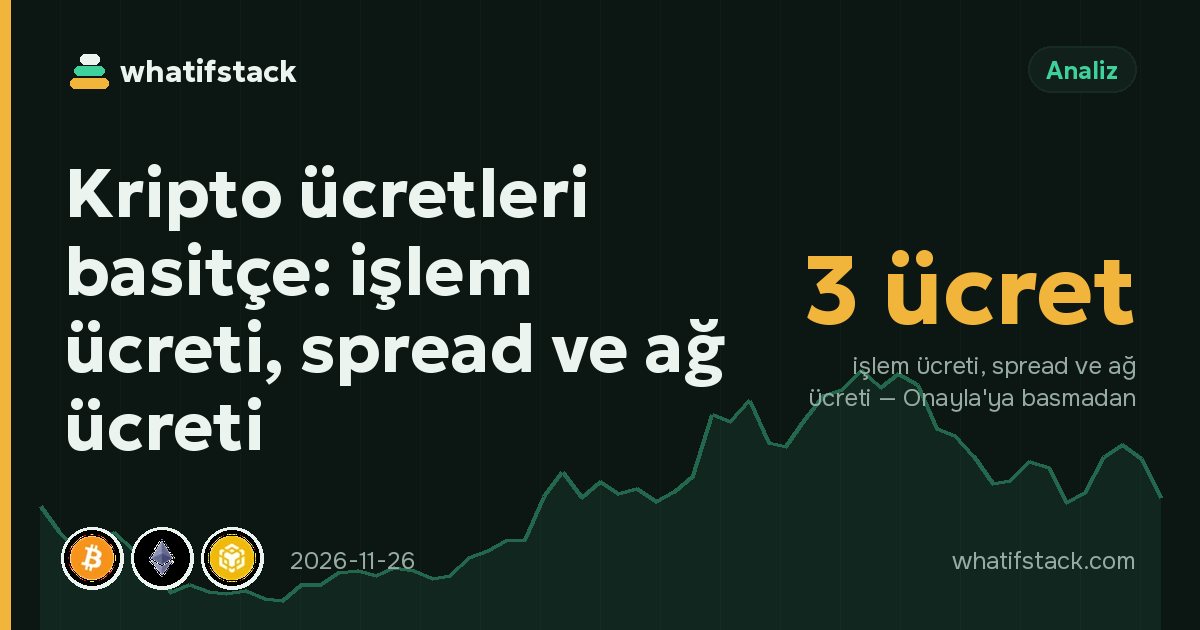 whatifstack
Analiz
Kripto ücretleri
basitçe: işlem
ücreti, spread ve ağ
ücreti
3 ücret
işlem ücreti, spread ve ağ
ücreti — Onayla'ya basmadan
2026-11-26
whatifstack.com